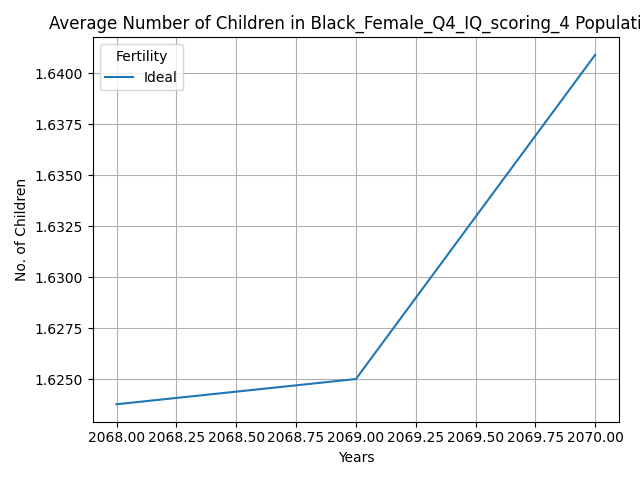 Average Number of Children in Black_Female_Q4_IQ_scoring_4 Populati
Fertility
Ideal
No. of Children
1.6400
1.6375
1.6350
1.6325
1.6300
1.6275
1.6250
2068.00 2068.25 2068.50 2068.75 2069.00 2069.25 2069.50 2069.75 2070.00
Years